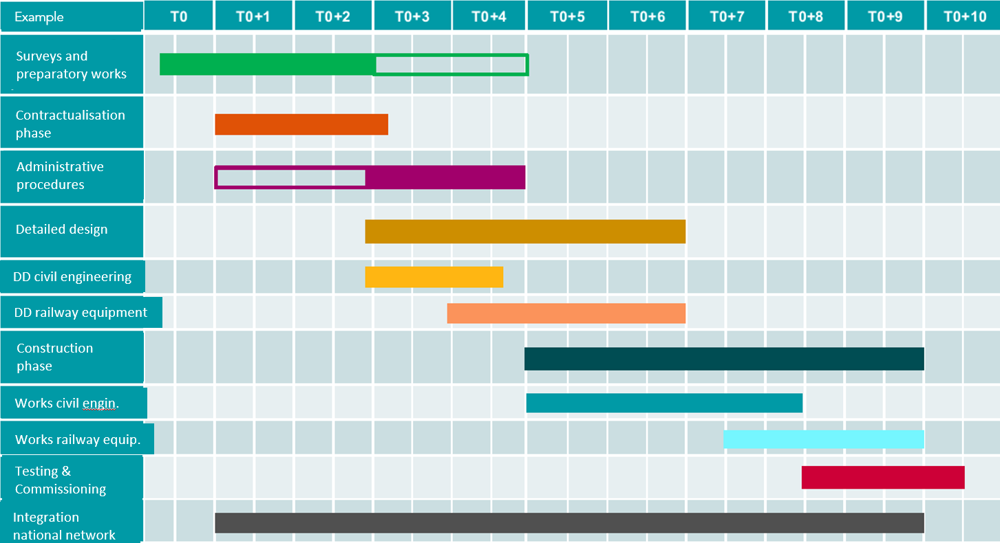 Example
T0
T0+1
T0+2
T0+3
T0+4
T0+5
T0+6
T0+7
T0+8
T0+9
T0+10
Surveys and
preparatory works
Contractualisation
phase
Administrative
procedures
Detailed design
DD civil engineering
DD railway equipment
Construction
phase
Works civil engin.
Works railway equip.
Testing &
Commissioning
Integration
national network